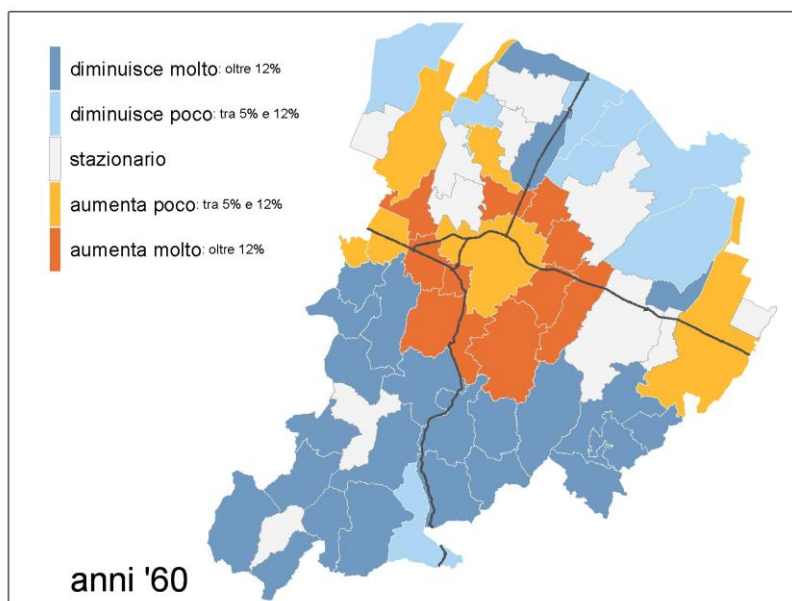 diminuisce molto: oltre 12%
diminuisce poco: tra 5% e 12%
stazionario
aumenta poco: tra 5% e 12%
aumenta molto: oltre 12%
anni '60